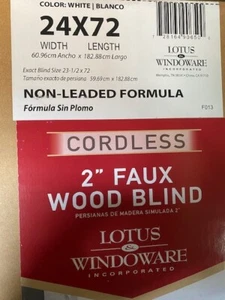 COLOR: WHITE | BLANCO
24X72
WIDTH LENGTH
60.96cm Ancho x 182.88cm Largo
Exact Blind Size 23-1/2 x 72
Tamaño exacto de persiana 59.69cm x 182.88cm
LOTUS
&
WINDOWARE
INCORPORATED
NON-LEADED FORMULA
Fórmula Sin Plomo
F013
CORDLESS
2" FAUX
WOOD BLIND
PERSIANAS DE MADERA SIMULADA 2"
LOTUS
&
WINDOWARE
INCORPORATED